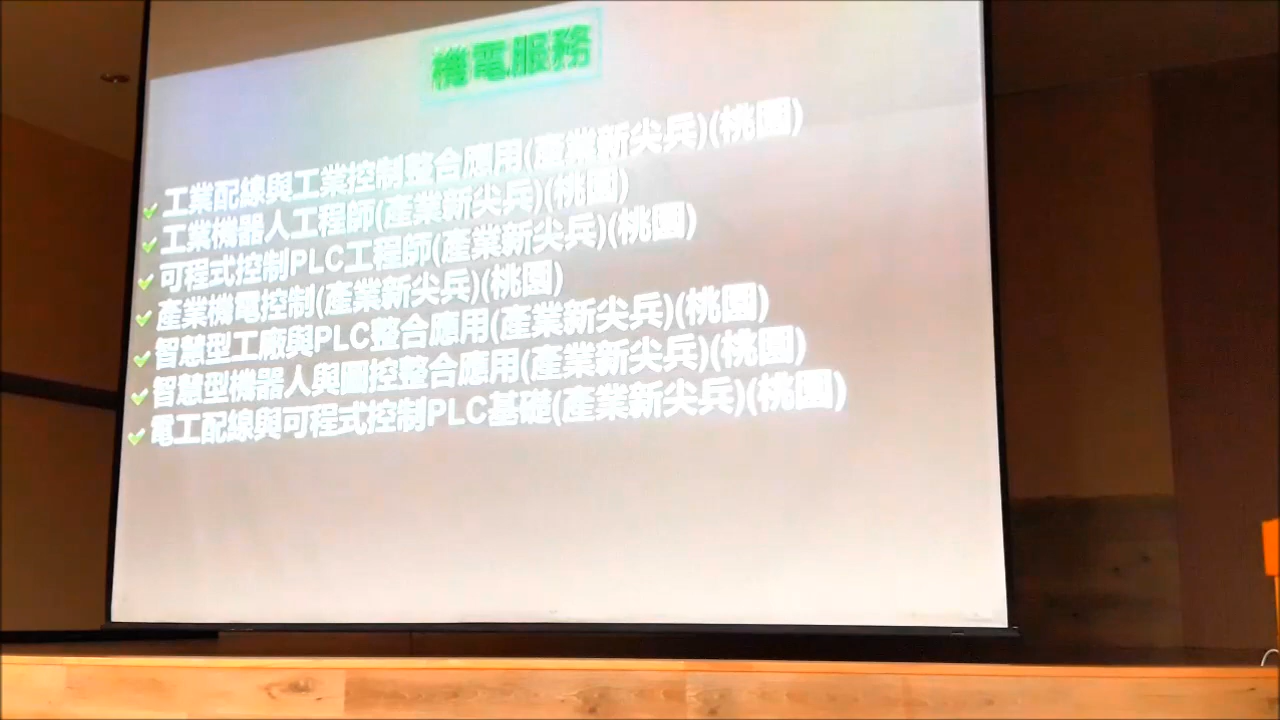 機電服務
工業配線與工業控制整合應用(產業新尖兵)(桃園)
工業機器人工程師(產業新尖兵)(桃園)
可程式控制PLC工程師(產業新尖兵)(桃園)
產業機電控制(產業新尖兵)(桃園)
智慧型工廠與PLC整合應用(產業新尖兵)(桃園)
智慧型機器人與圖控整合應用(產業新尖兵)(桃園)
電工配線與可程式控制PLC基礎(產業新尖兵)(桃園)